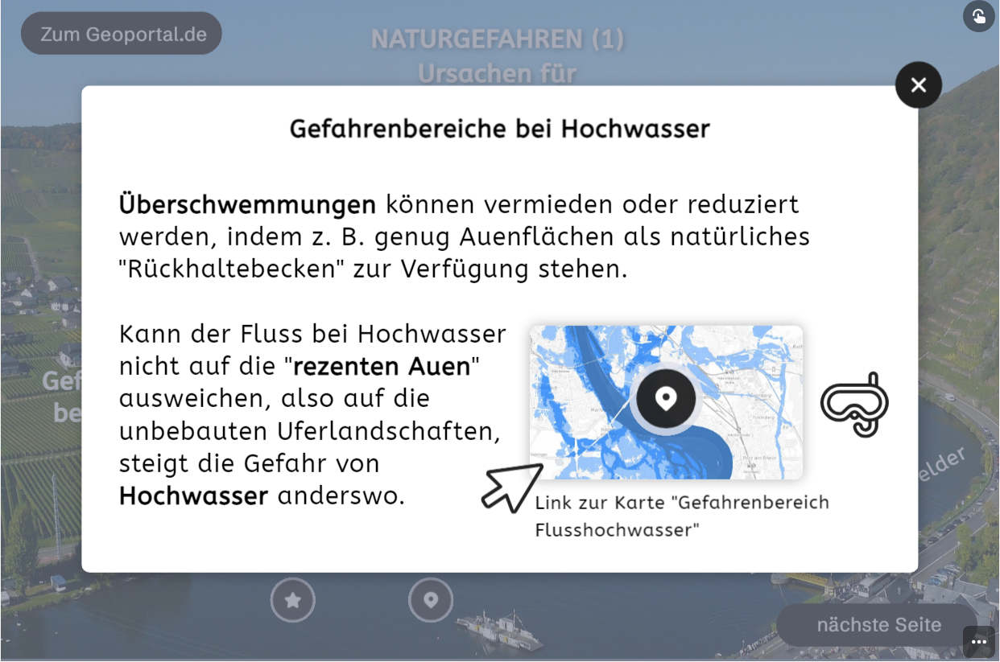 Zum Geoportal.de
NATURGEFAHREN (1)
Ursachen für
Gefahrenbereiche bei Hochwasser
Überschwemmungen können vermieden oder reduziert
werden, indem z. B. genug Auenflächen als natürliches
"Rückhaltebecken" zur Verfügung stehen.
Kann der Fluss bei Hochwasser
nicht auf die "rezenten Auen"
ausweichen, also auf die
unbebauten Uferlandschaften,
steigt die Gefahr von
Hochwasser anderswo.
Link zur Karte "Gefahrenbereich
Flusshochwasser"
Gef
be
elder
nächste Seite